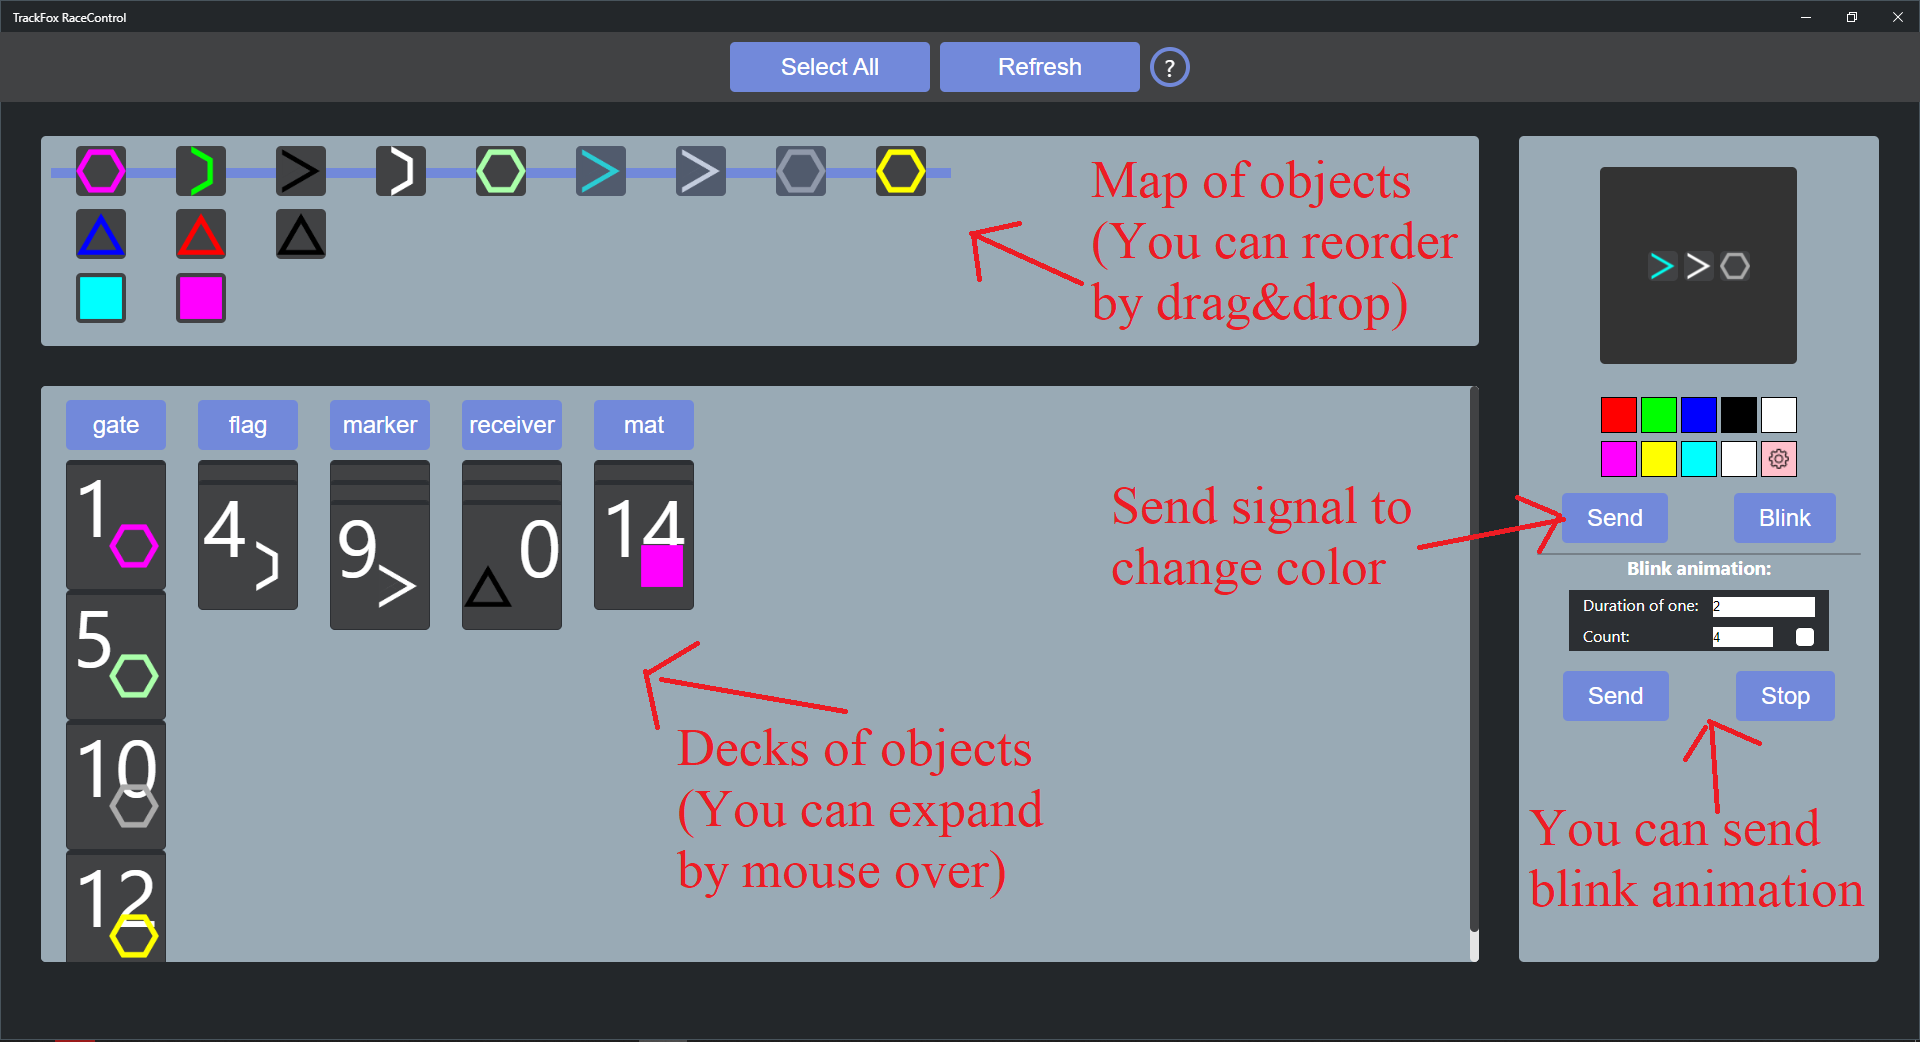 TrackFox RaceControl
Select All
Refresh
?
Map of objects
(You can reorder
by drag&drop)
gate
flag
marker
receiver
mat
1
4
9
0
14
5
10
12
Decks of objects
(You can expand
by mouse over)
Send signal to
change color
Send
Blink
Blink animation:
Duration of one: 2
Count: 4
Send
Stop
You can send
blink animation